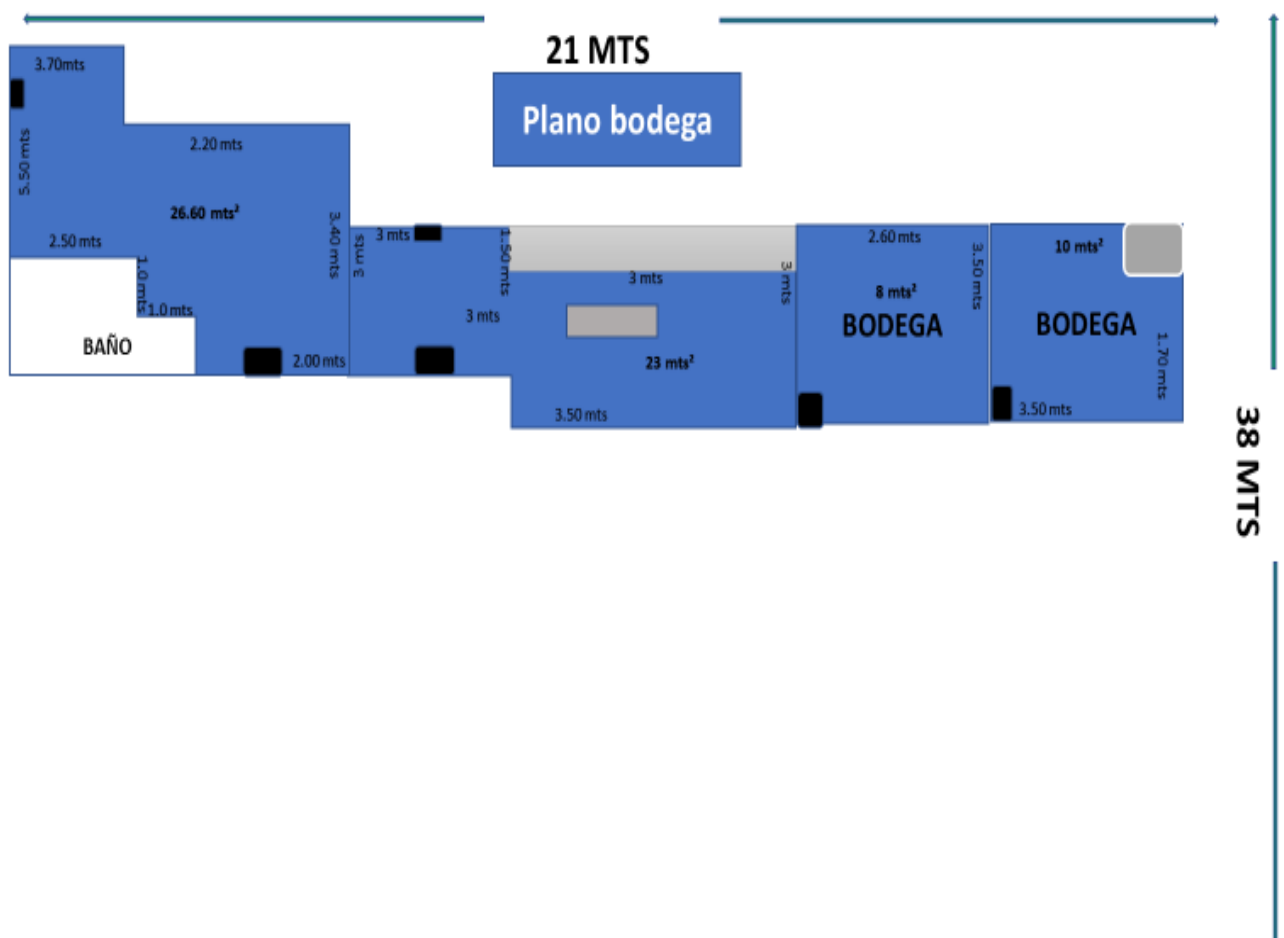 21 MTS
Plano bodega
3.70mts
5.50 mts
2.20 mts
26.60 mts²
2.50 mts
1.0 mts
1.0 mts
BAÑO
2.00 mts
3.40 mts
3 mts
3 mts
1.50 mts
3 mts
3 mts
3 mts
23 mts²
3.50 mts
2.60 mts
8 mts²
BODEGA
3.50 mts
10 mts²
BODEGA
1.70 mts
3.50 mts
38 MTS